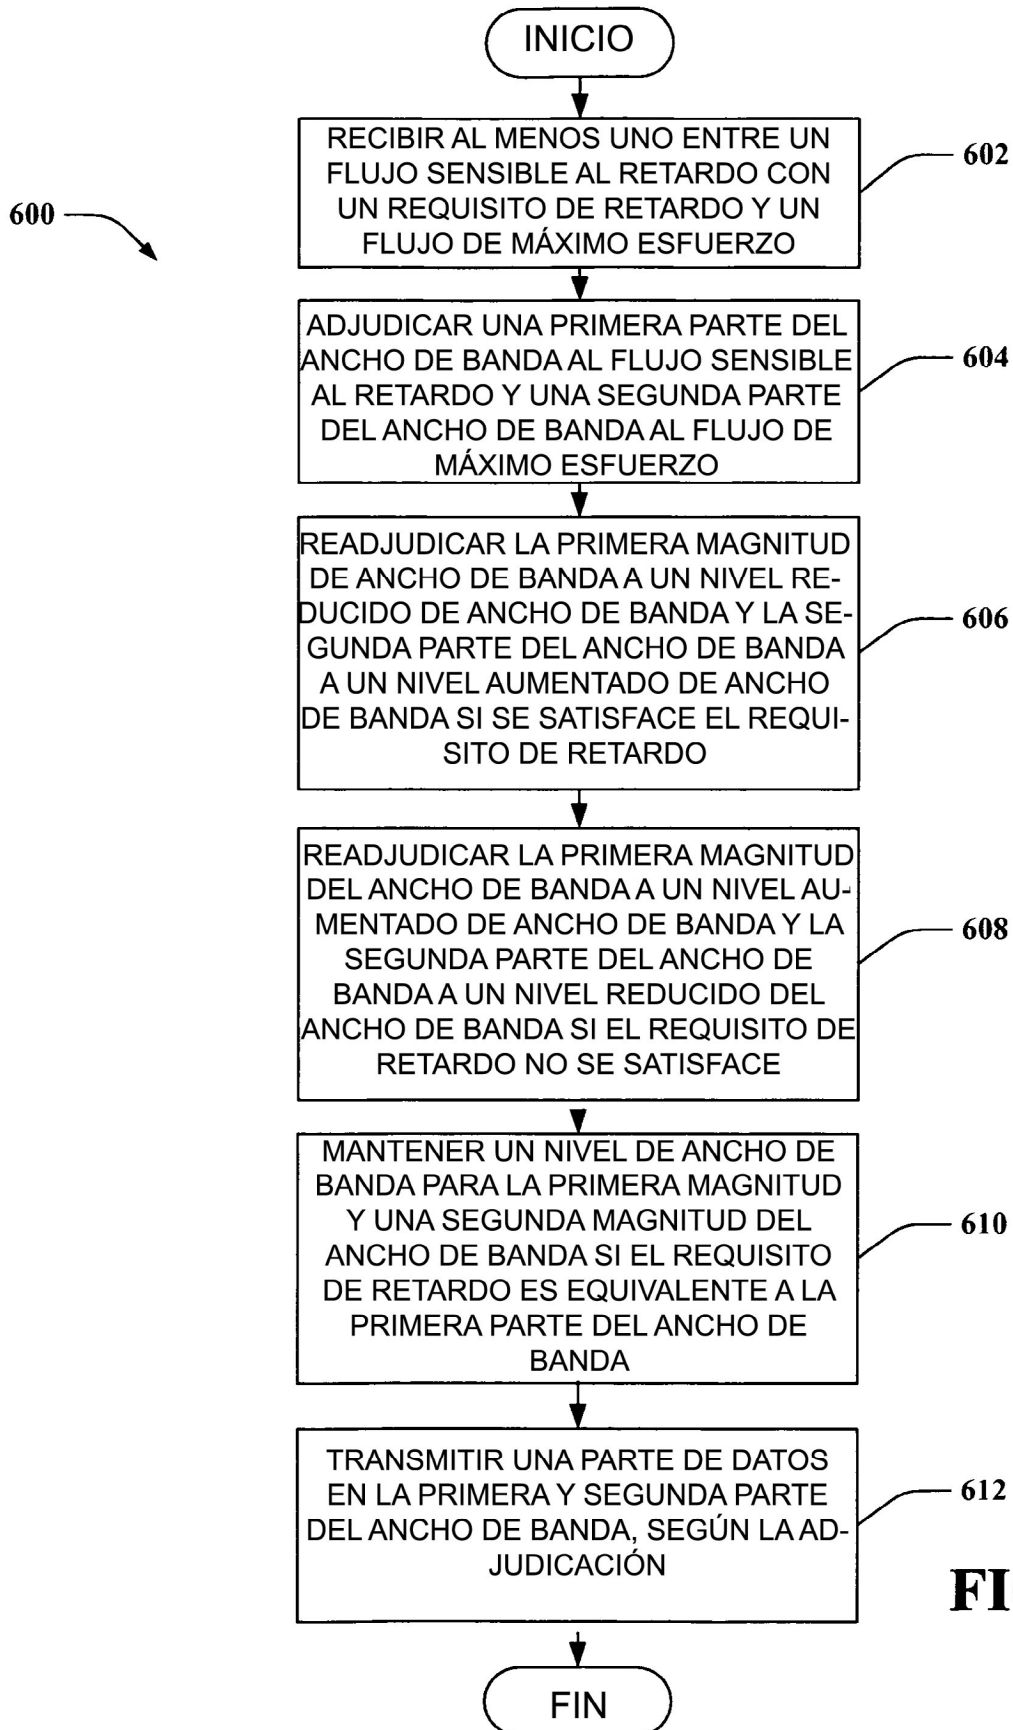 INICIO
RECIBIR AL MENOS UNO ENTRE UN
FLUJO SENSIBLE AL RETARDO CON
UN REQUISITO DE RETARDO Y UN
FLUJO DE MÁXIMO ESFUERZO
602
600
ADJUDICAR UNA PRIMERA PARTE DEL
ANCHO DE BANDA AL FLUJO SENSIBLE
AL RETARDO Y UNA SEGUNDA PARTE
DEL ANCHO DE BANDA AL FLUJO DE
MÁXIMO ESFUERZO
604
READJUDICAR LA PRIMERA MAGNITUD
DE ANCHO DE BANDA A UN NIVEL RE-
DUCIDO DE ANCHO DE BANDA Y LA SE-
GUNDA PARTE DEL ANCHO DE BANDA
A UN NIVEL AUMENTADO DE ANCHO
DE BANDA SI SE SATISFACE EL REQUI-
SITO DE RETARDO
606
READJUDICAR LA PRIMERA MAGNITUD
DEL ANCHO DE BANDA A UN NIVEL AU-
MENTADO DE ANCHO DE BANDA Y LA
SEGUNDA PARTE DEL ANCHO DE
BANDA A UN NIVEL REDUCIDO DEL
ANCHO DE BANDA SI EL REQUISITO DE
RETARDO NO SE SATISFACE
608
MANTENER UN NIVEL DE ANCHO DE
BANDA PARA LA PRIMERA MAGNITUD
Y UNA SEGUNDA MAGNITUD DEL
ANCHO DE BANDA SI EL REQUISITO
DE RETARDO ES EQUIVALENTE A LA
PRIMERA PARTE DEL ANCHO DE
BANDA
610
TRANSMITIR UNA PARTE DE DATOS
EN LA PRIMERA Y SEGUNDA PARTE
DEL ANCHO DE BANDA, SEGÚN LA AD-
JUDICACIÓN
612
FI
FIN